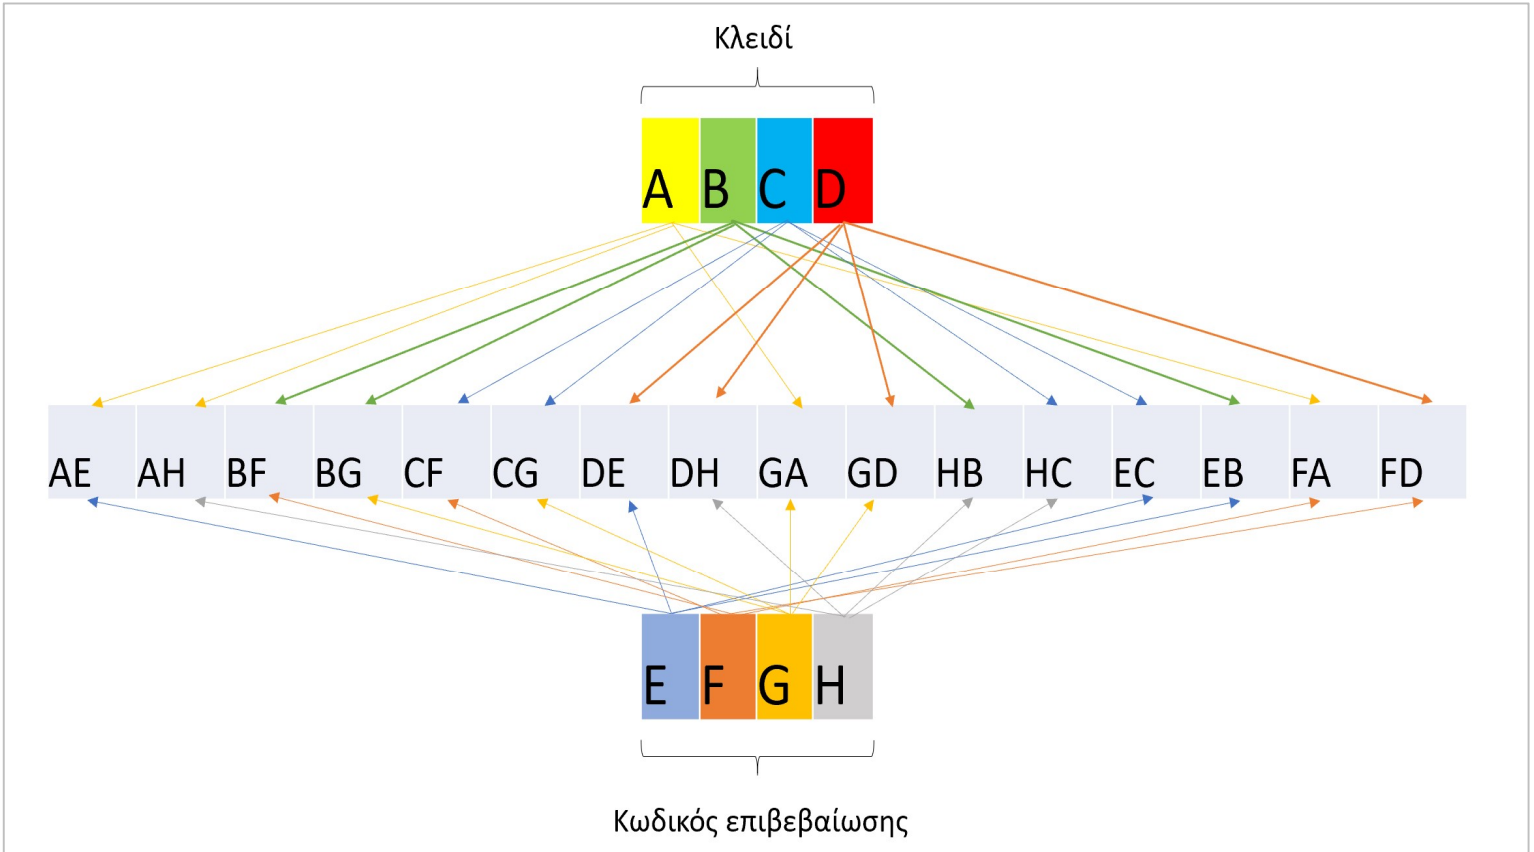 Κλειδί
A B C D
AE AH BF BG CF CG DE DH GA GD HB HC EC EB FA FD
E F G H
Κωδικός επιβεβαίωσης